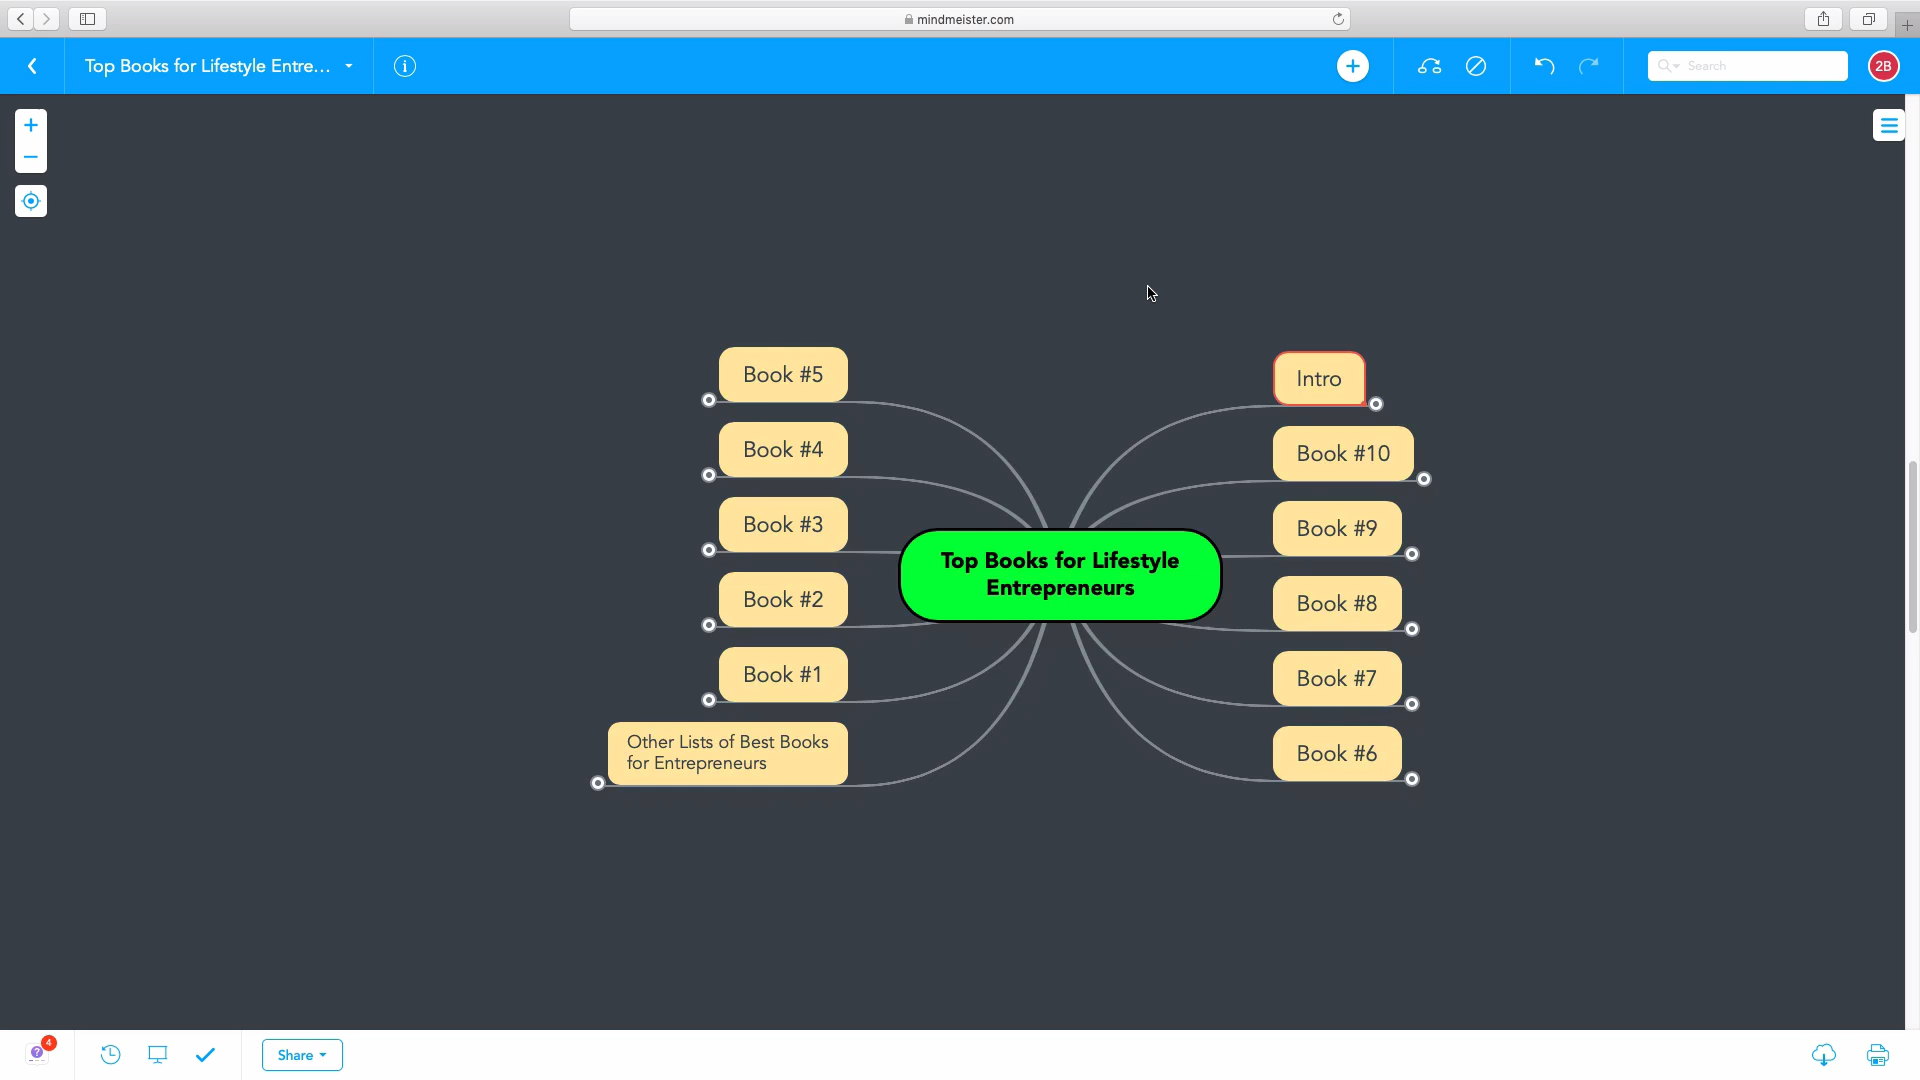 mindmeister.com
Top Books for Lifestyle Entre...
Search
2B
Book #5
Book #4
Book #3
Book #2
Book #1
Other Lists of Best Books
for Entrepreneurs
Top Books for Lifestyle
Entrepreneurs
Intro
Book #10
Book #9
Book #8
Book #7
Book #6
4
Share